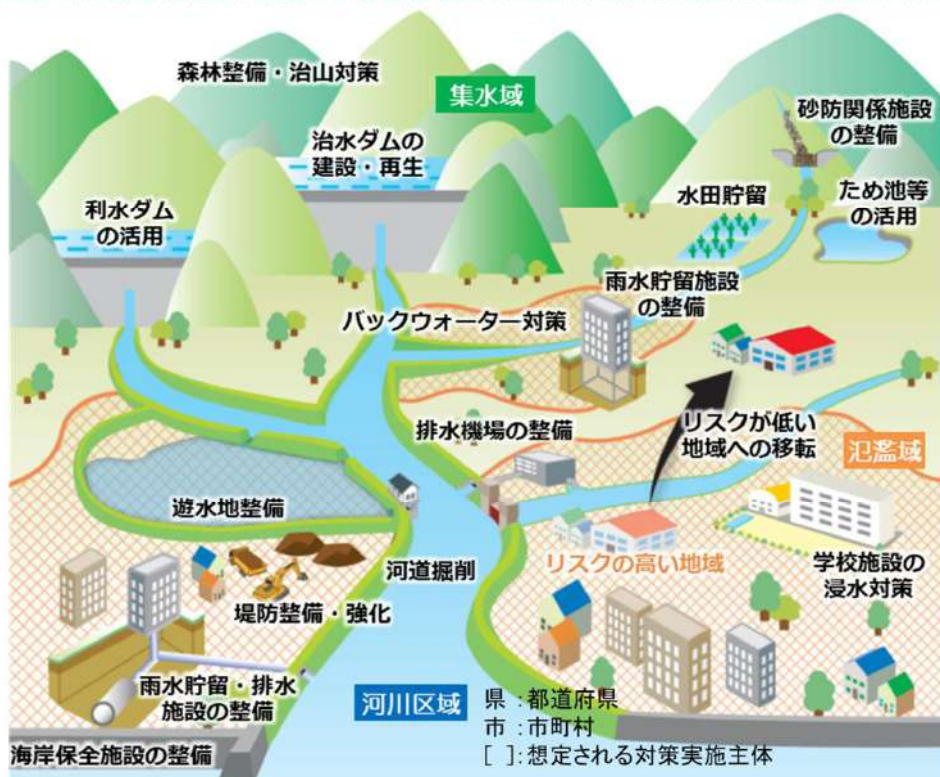 森林整備・治山対策
集水域
砂防関係施設
の整備
治水ダムの
建設・再生
水田貯留
ため池等
の活用
利水ダム
の活用
雨水貯留施設
の整備
バックウォーター対策
排水機場の整備
リスクが低い
地域への移転
氾濫域
遊水地整備
河道掘削
リスクの高い地域
学校施設の
浸水対策
堤防整備・強化
雨水貯留・排水
施設の整備
河川区域
県:都道府県
市:市町村
[ ]:想定される対策実施主体
海岸保全施設の整備